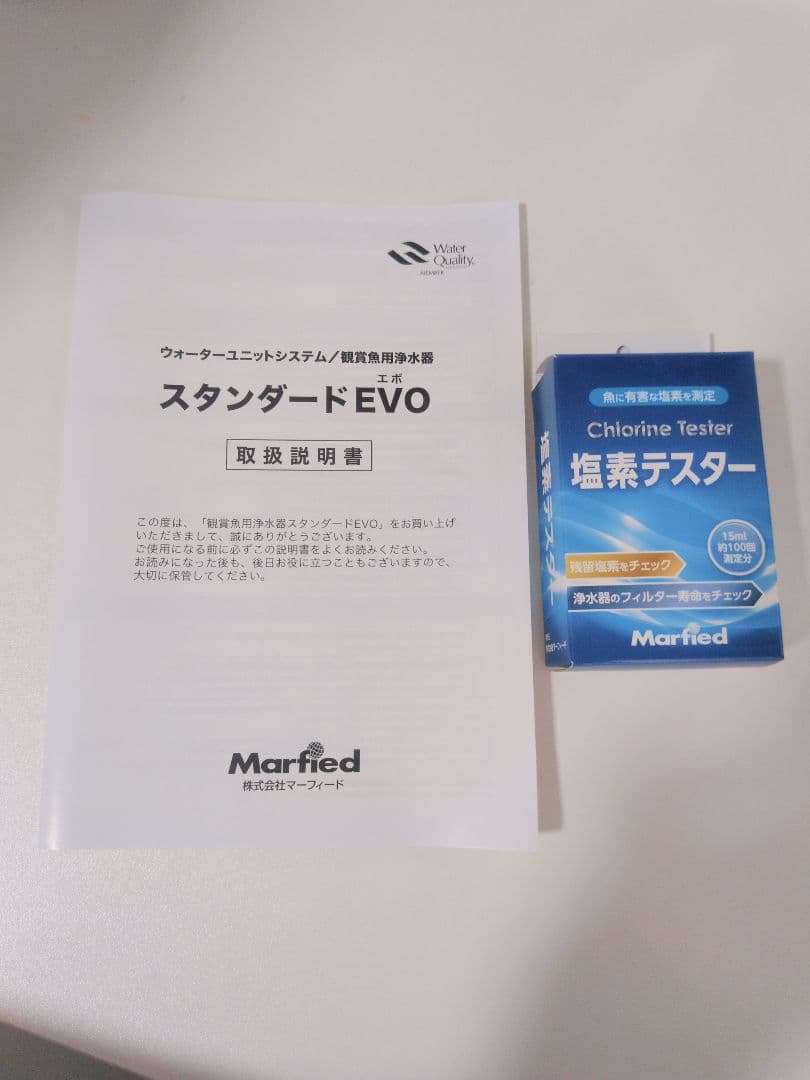 Water
Quality
MEMBER
ウォーターユニットシステム／観賞魚用浄水器
エボ
スタンダードEVO
取扱説明書
この度は、「観賞魚用浄水器スタンダードEVO」をお買い上げ
いただきまして、誠にありがとうございます。
ご使用になる前に必ずこの説明書をよくお読みください。
お読みになった後も、後日お役に立つこともございますので、
大切に保管してください。
Marfied
株式会社マーフィード
魚に有害な塩素を測定
Chlorine Tester
塩素テスター
15ml
約100回
測定分
残留塩素をチェック
浄水器のフィルター寿命をチェック
Marfied
塩素テスター